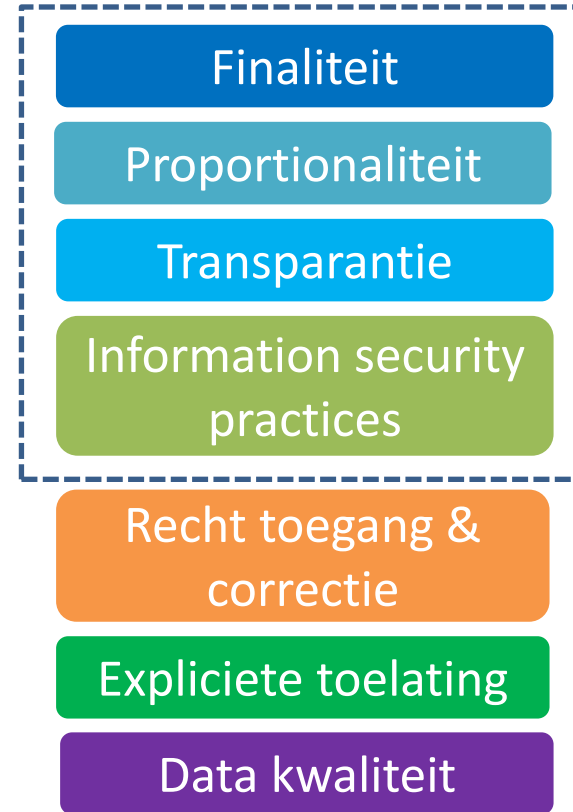 Finaliteit
Proportionaliteit
Transparantie
Information security
practices
Recht toegang &
correctie
Expliciete toelating
Data kwaliteit